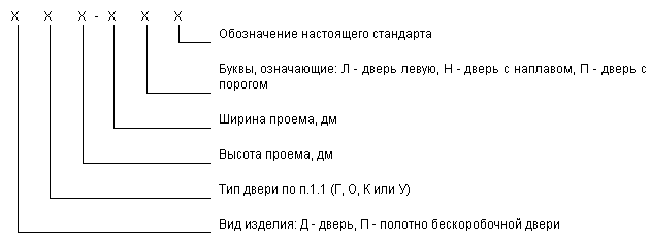 Х Х Х - Х Х Х
Обозначение настоящего стандарта
Буквы, означающие: Л - дверь левую, Н - дверь с наплавом, П - дверь с
порогом
Ширина проема, дм
Высота проема, дм
Тип двери по п.1.1 (Г, О, К или У)
Вид изделия: Д - дверь, П - полотно бескоробочной двери